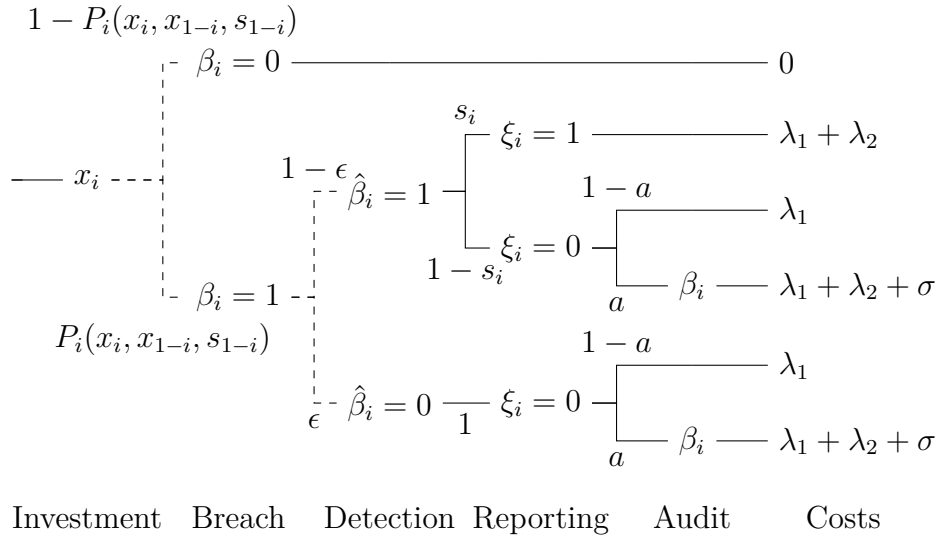 1 − P_i(x_i, x_{1−i}, s_{1−i})
β_i = 0
0
s_i
ξ_i = 1
λ_1 + λ_2
x_i
1 − ϵ
β̂_i = 1
1 − a
λ_1
ξ_i = 0
1 − s_i
a
β_i
λ_1 + λ_2 + σ
β_i = 1
P_i(x_i, x_{1−i}, s_{1−i})
1 − a
λ_1
ϵ
β̂_i = 0
1
ξ_i = 0
a
β_i
λ_1 + λ_2 + σ
Investment Breach Detection Reporting Audit Costs